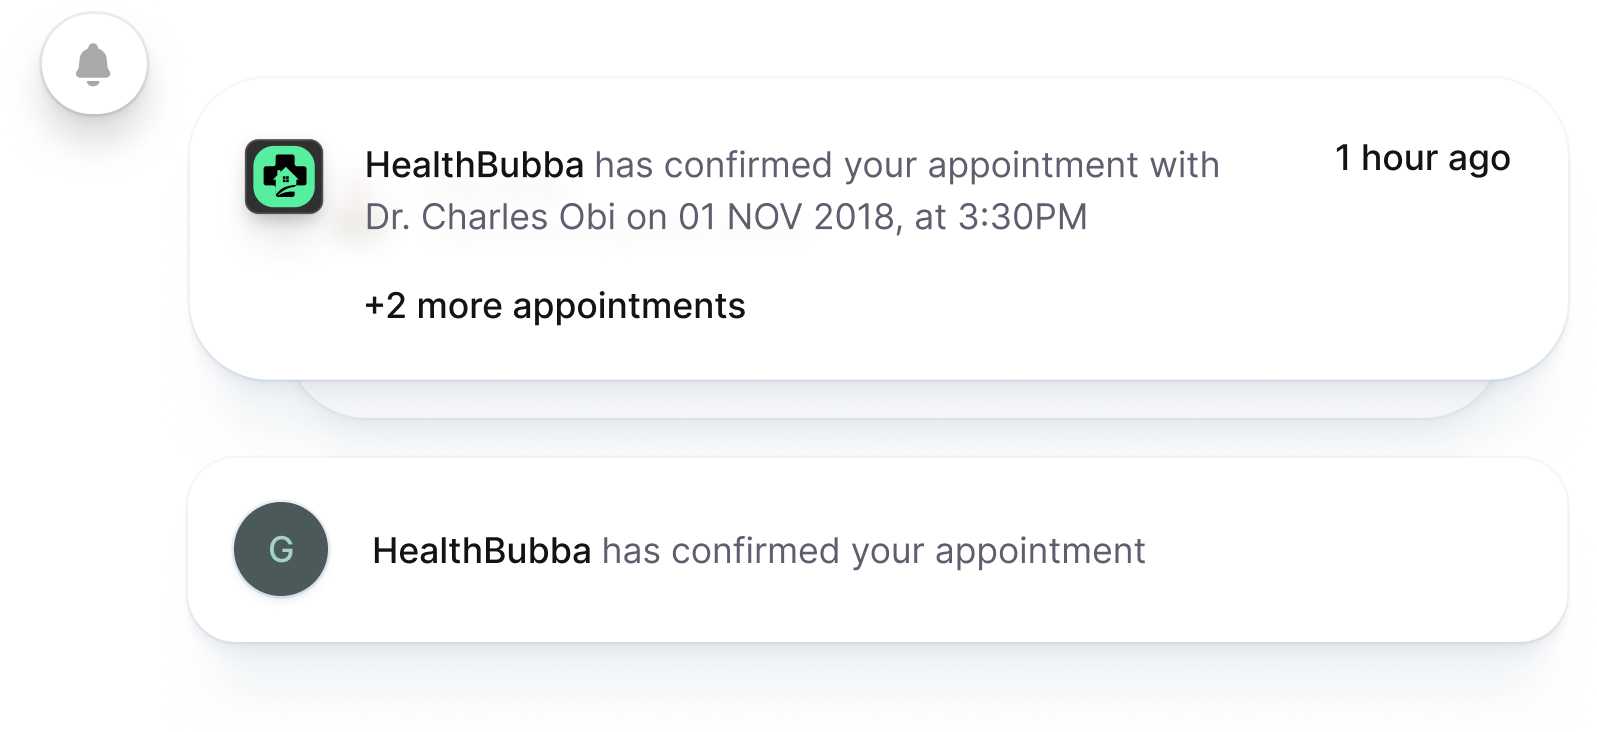 HealthBubba has confirmed your appointment with
1 hour ago
Dr. Charles Obi on 01 NOV 2018, at 3:30PM
+2 more appointments
G
HealthBubba has confirmed your appointment